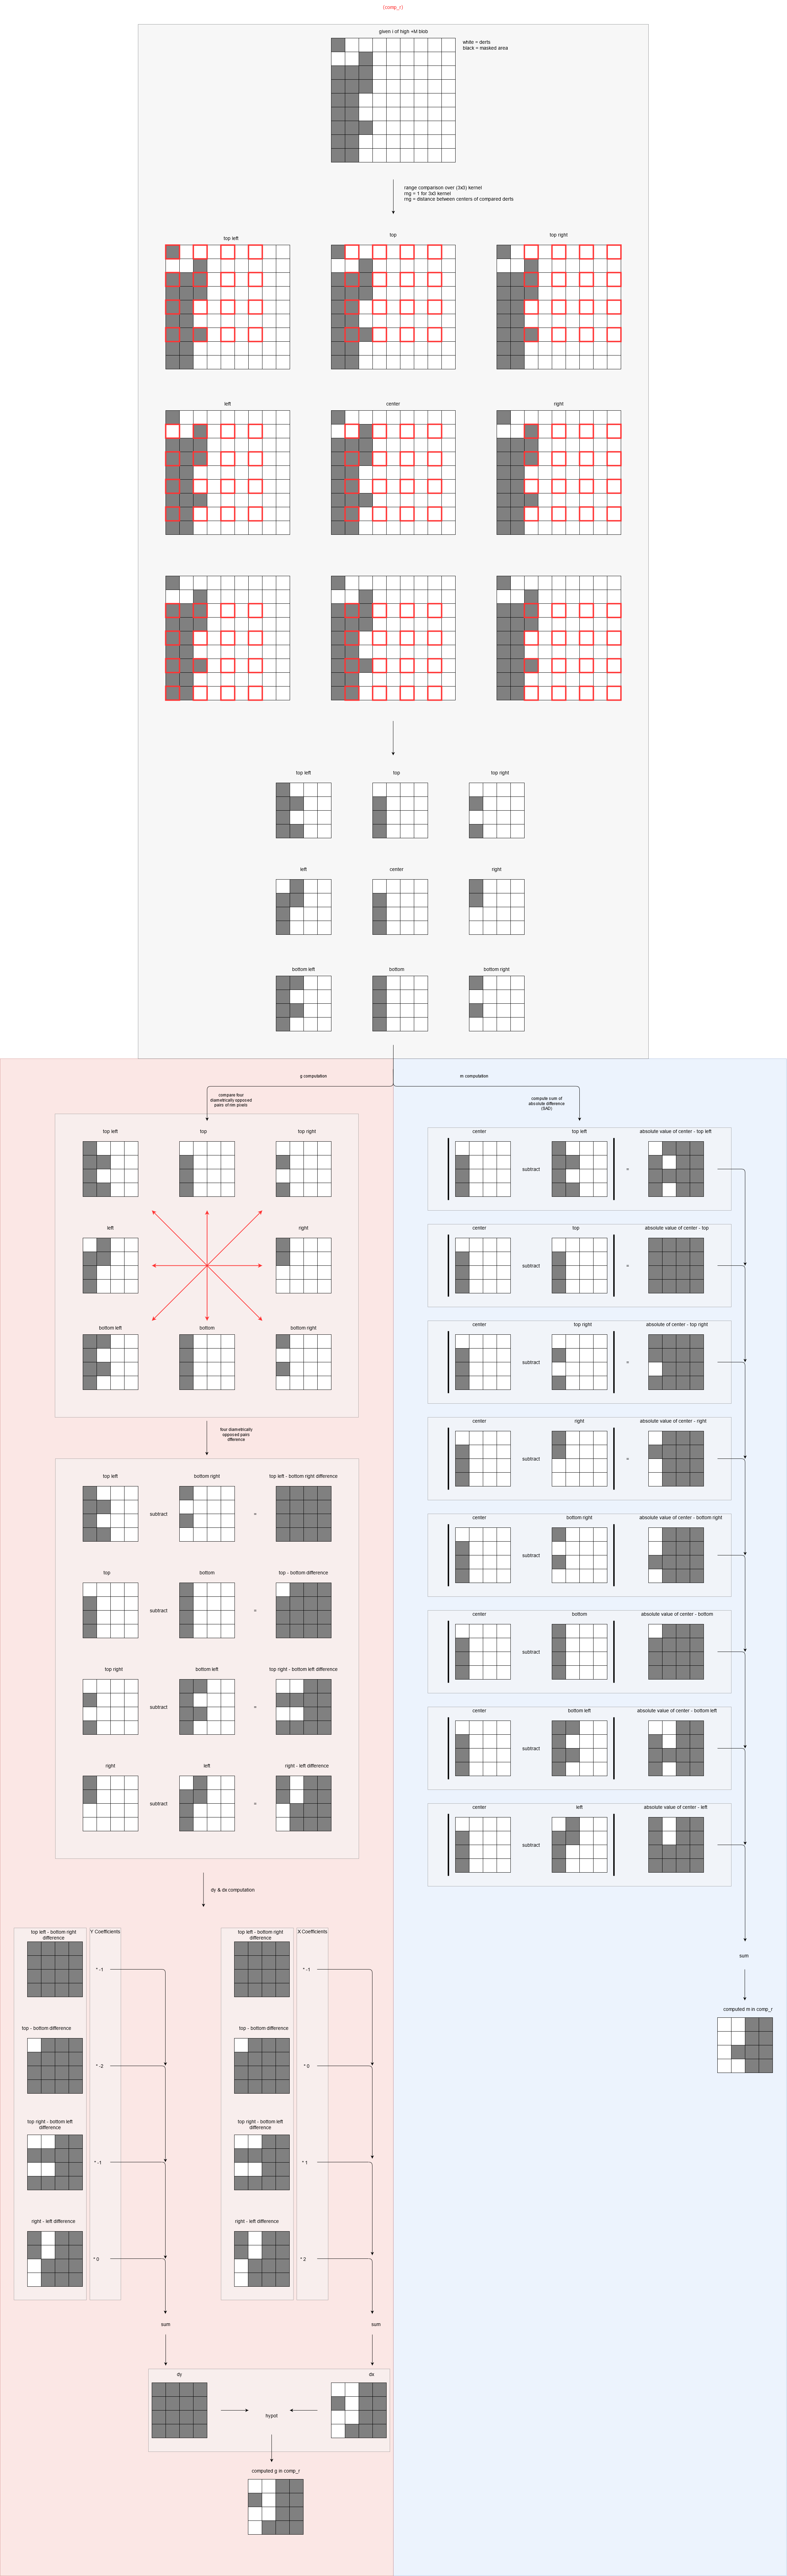 (comp_r)
given i of high +M blob
white = derts
black = masked area
range comparison over (3x3) kernel
rng = 1 for 3x3 kernel
rng = distance between centers of compared derts
top left
top
top right
left
center
right
top left
top
top right
left
center
right
bottom left
bottom
bottom right
g computation
m computation
compare four
diametrically opposed
pairs of rim pixels
compute sum of
absolute difference
(SAD)
top left
top
top right
left
right
bottom left
bottom
bottom right
four diametrically
opposed pairs
difference
top left
bottom right
top left - bottom right difference
subtract
=
top
bottom
top - bottom difference
subtract
=
top right
bottom left
top right - bottom left difference
subtract
=
right
left
right - left difference
subtract
=
dy & dx computation
top left - bottom right
difference
Y Coefficients
* -1
top - bottom difference
* -2
top right - bottom left
difference
* -1
right - left difference
* 0
sum
top left - bottom right
difference
X Coefficients
* -1
top - bottom difference
* 0
top right - bottom left
difference
* 1
right - left difference
* 2
sum
dy
dx
hypot
computed g in comp_r
center
top left
absolute value of center - top left
subtract
=
center
top
absolute value of center - top
subtract
=
center
top right
absolute of center - top right
subtract
=
center
right
absolute value of center - right
subtract
=
center
bottom right
absolute value of center - bottom right
subtract
center
bottom
absolute value of center - bottom
subtract
center
bottom left
absolute value of center - bottom left
subtract
center
left
absolute value of center - left
subtract
sum
computed m in comp_r